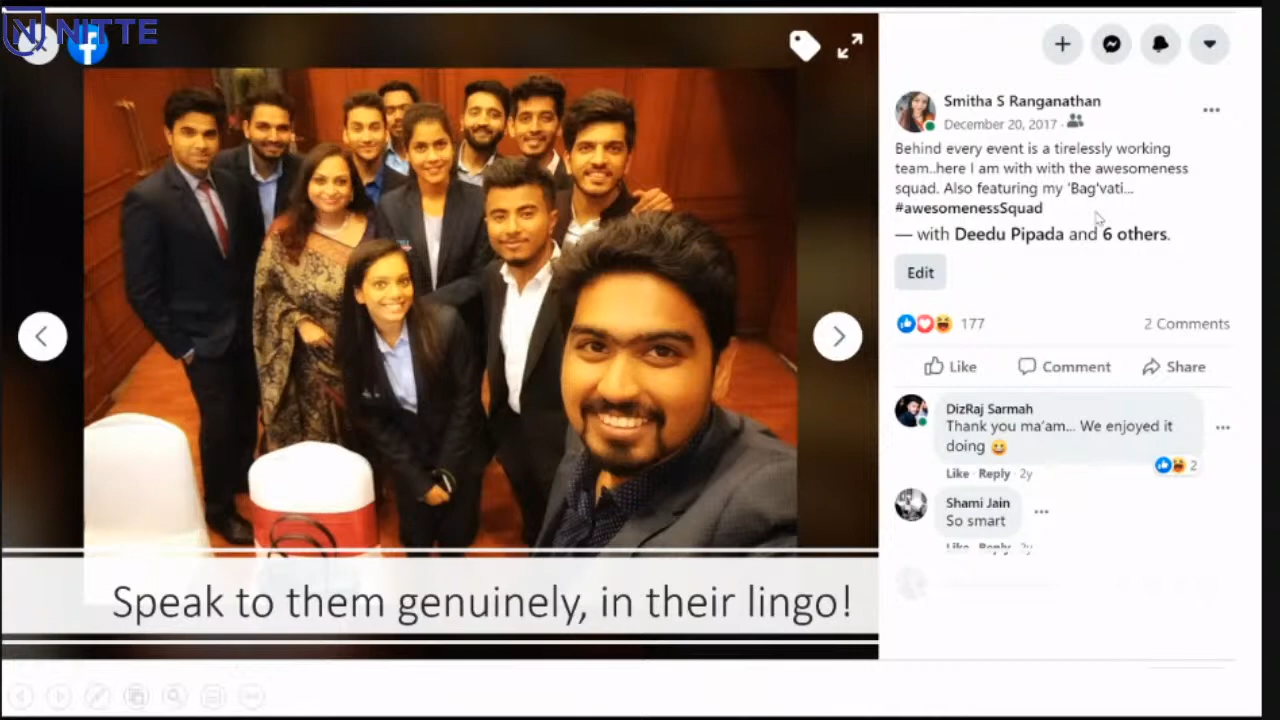 NITTE
Smitha S Ranganathan
December 20, 2017 ·
Behind every event is a tirelessly working
team..here I am with with the awesomeness
squad. Also featuring my 'Bag'vati...
#awesomenessSquad
— with Deedu Pipada and 6 others.
Edit
177
2 Comments
Like
Comment
Share
DizRaj Sarmah
Thank you ma'am... We enjoyed it
doing 😄
2
Like · Reply · 2y
Shami Jain
So smart
Like · Reply · 2y
Speak to them genuinely, in their lingo!